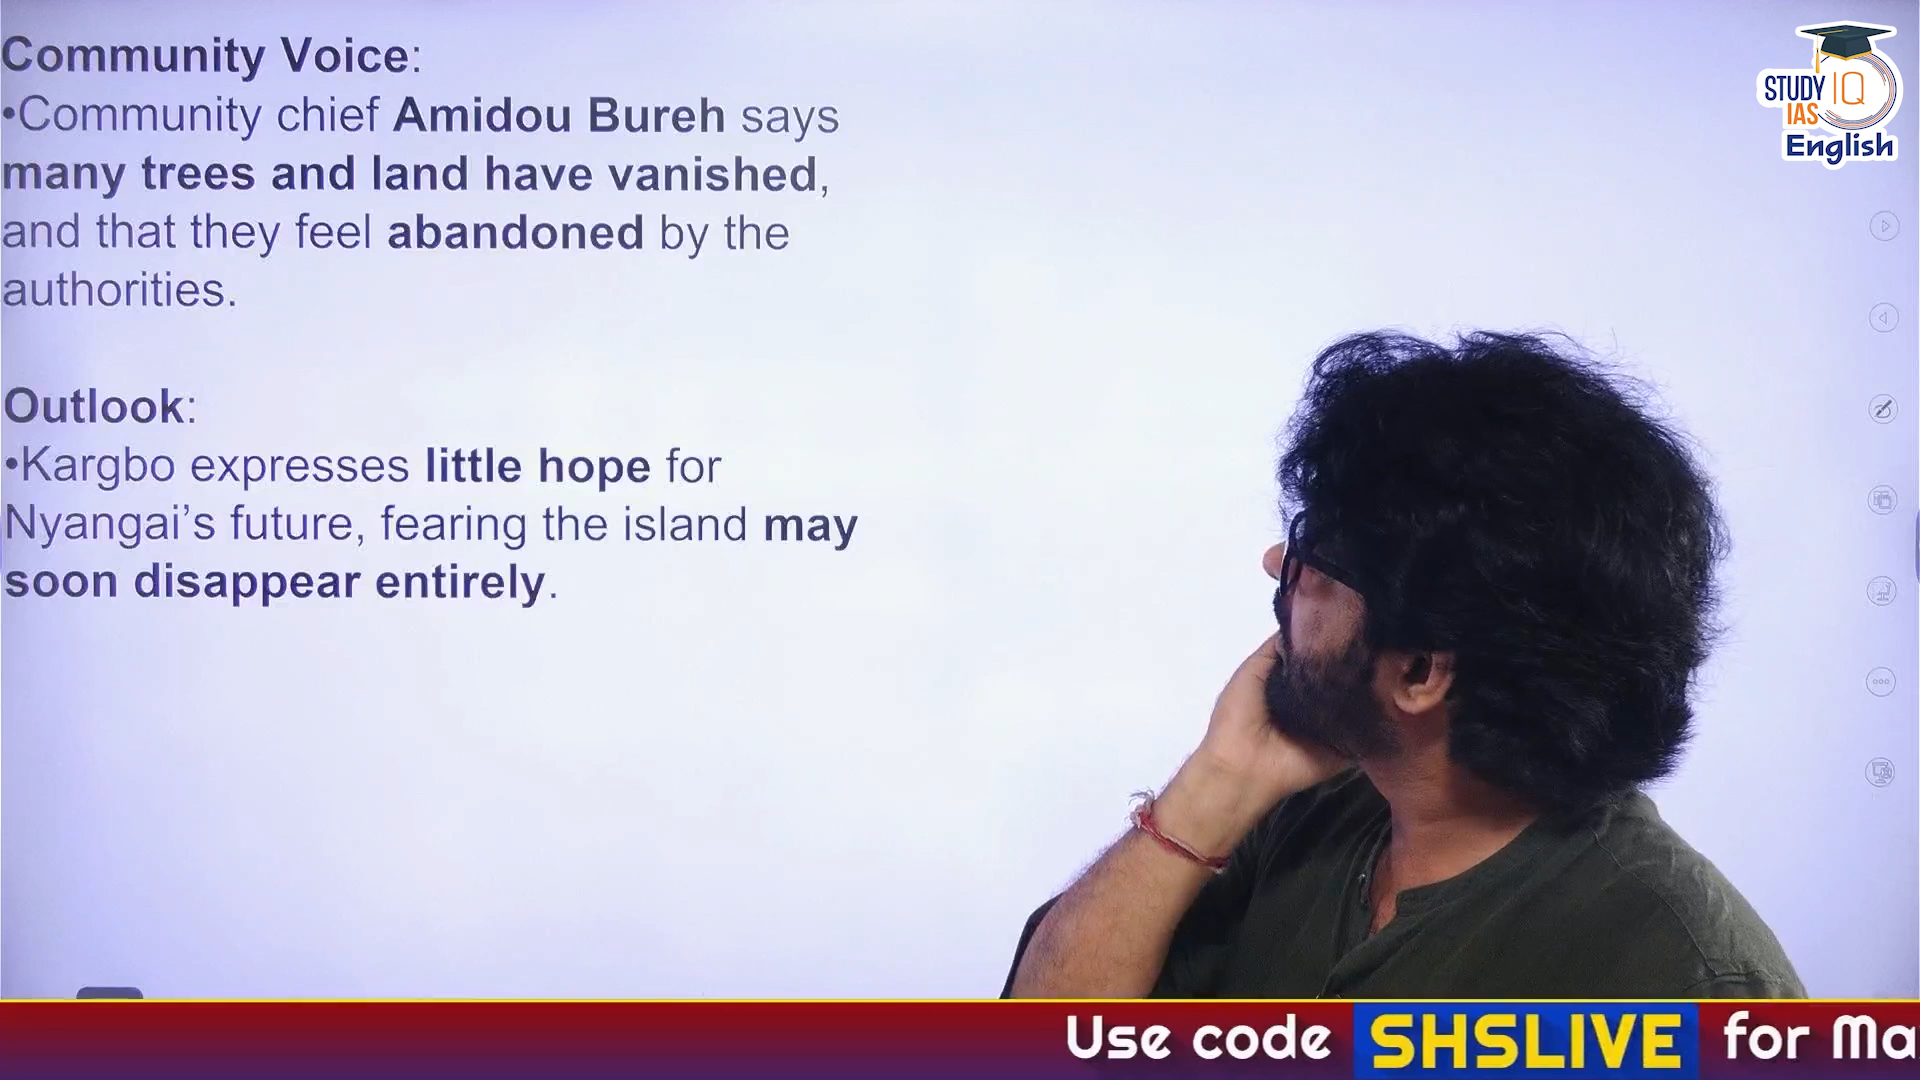 Community Voice:
•Community chief Amidou Bureh says
many trees and land have vanished,
and that they feel abandoned by the
authorities.
Outlook:
•Kargbo expresses little hope for
Nyangai’s future, fearing the island may
soon disappear entirely.
STUDY IQ
IAS
English
Use code SHSLIVE for Ma